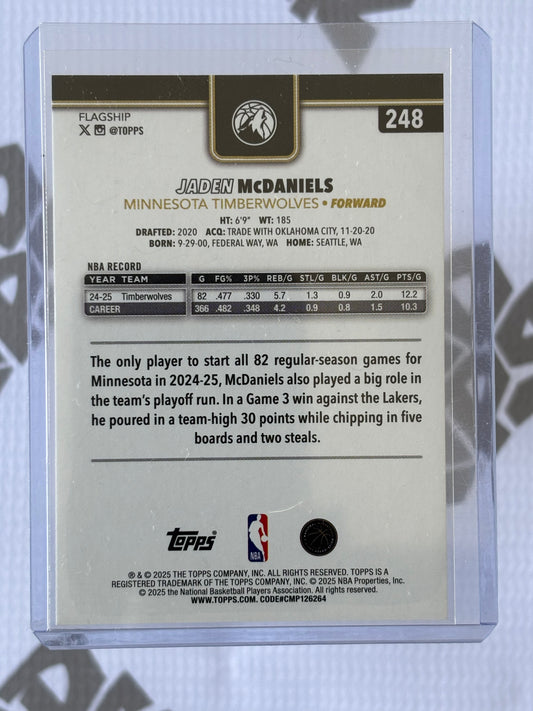 FLAGSHIP
X @TOPPS
248
JADEN McDANIELS
MINNESOTA TIMBERWOLVES • FORWARD
HT: 6'9" WT: 185
DRAFTED: 2020 ACQ: TRADE WITH OKLAHOMA CITY, 11-20-20
BORN: 9-29-00, FEDERAL WAY, WA HOME: SEATTLE, WA
NBA RECORD
YEAR TEAM G FG% 3P% REB/G STL/G BLK/G AST/G PTS/G
24-25 Timberwolves 82 .477 .330 5.7 1.3 0.9 2.0 12.2
CAREER 366 .482 .348 4.2 0.9 0.8 1.5 10.3
The only player to start all 82 regular-season games for
Minnesota in 2024-25, McDaniels also played a big role in
the team's playoff run. In a Game 3 win against the Lakers,
he poured in a team-high 30 points while chipping in five
boards and two steals.
TOPPS
NBA
® & © 2025 THE TOPPS COMPANY, INC. ALL RIGHTS RESERVED. TOPPS IS A
REGISTERED TRADEMARK OF THE TOPPS COMPANY, INC. © 2025 NBA Properties, Inc.
© 2025 the National Basketball Players Association. All rights reserved.
WWW.TOPPS.COM. CODE#CMP126264